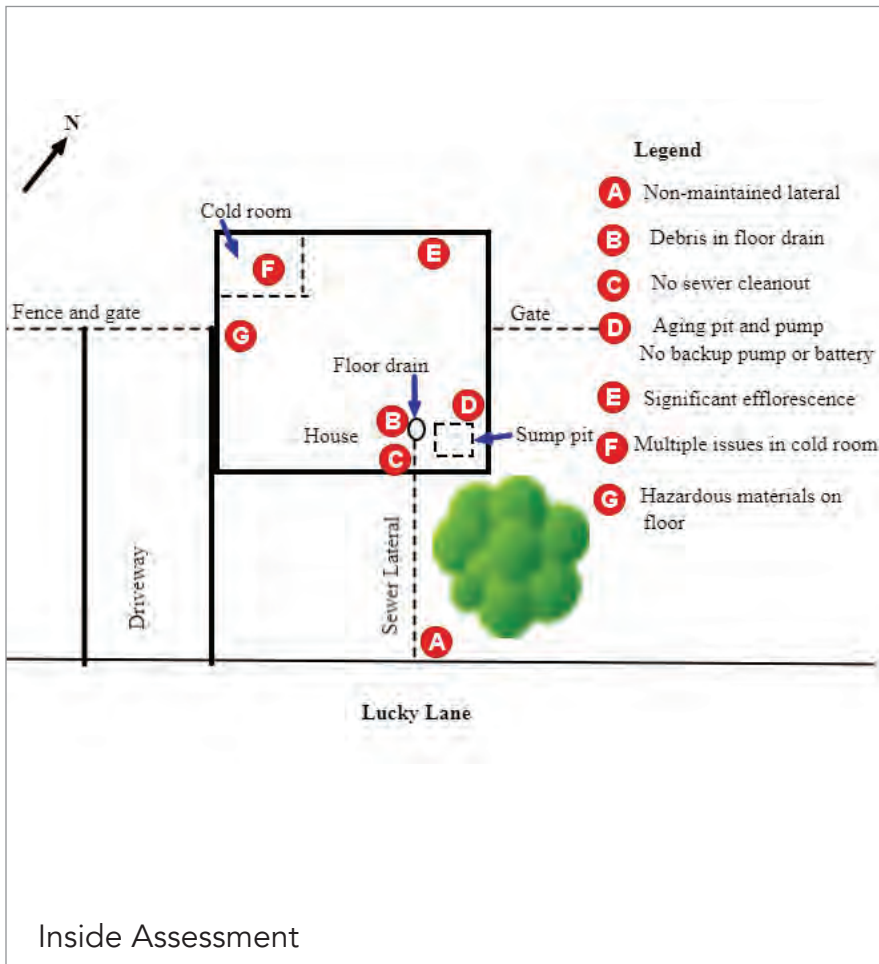 N
Cold room
F
E
Fence and gate
G
Gate
Floor drain
D
B
House
Sump pit
C
Driveway
Sewer Lateral
A
Lucky Lane
Legend
A Non-maintained lateral
B Debris in floor drain
C No sewer cleanout
D Aging pit and pump
No backup pump or battery
E Significant efflorescence
F Multiple issues in cold room
G Hazardous materials on
floor
Inside Assessment